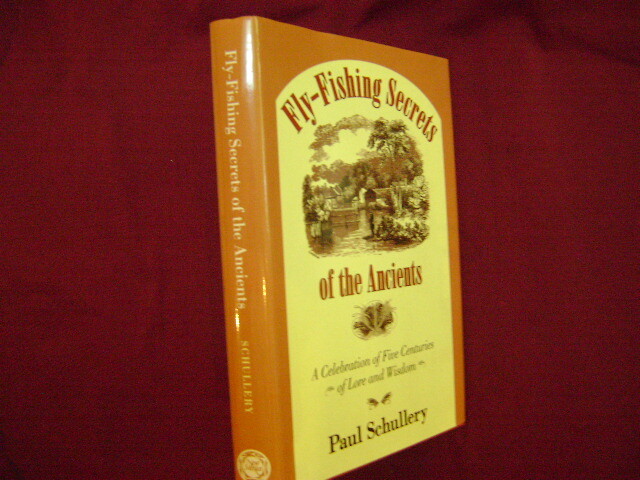 Fly-Fishing Secrets
of the Ancients
A Celebration of Five Centuries
of Lore and Wisdom
Paul Schullery
Fly-Fishing Secrets of the Ancients
SCHULLERY